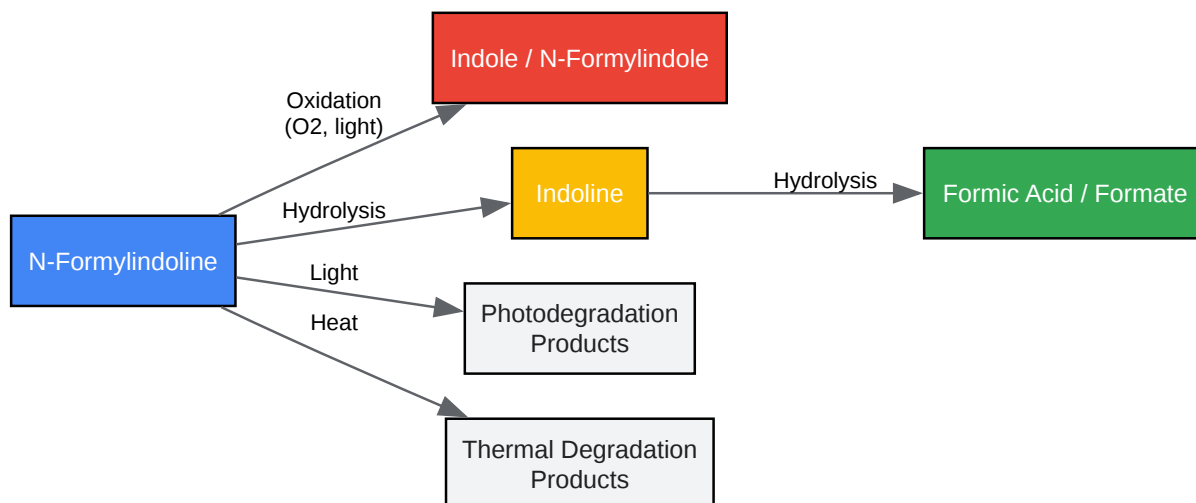 Indole / N-Formylindole
Oxidation
(O2, light)
Indoline
Hydrolysis
Formic Acid / Formate
Hydrolysis
N-Formylindoline
Light
Photodegradation
Products
Heat
Thermal Degradation
Products